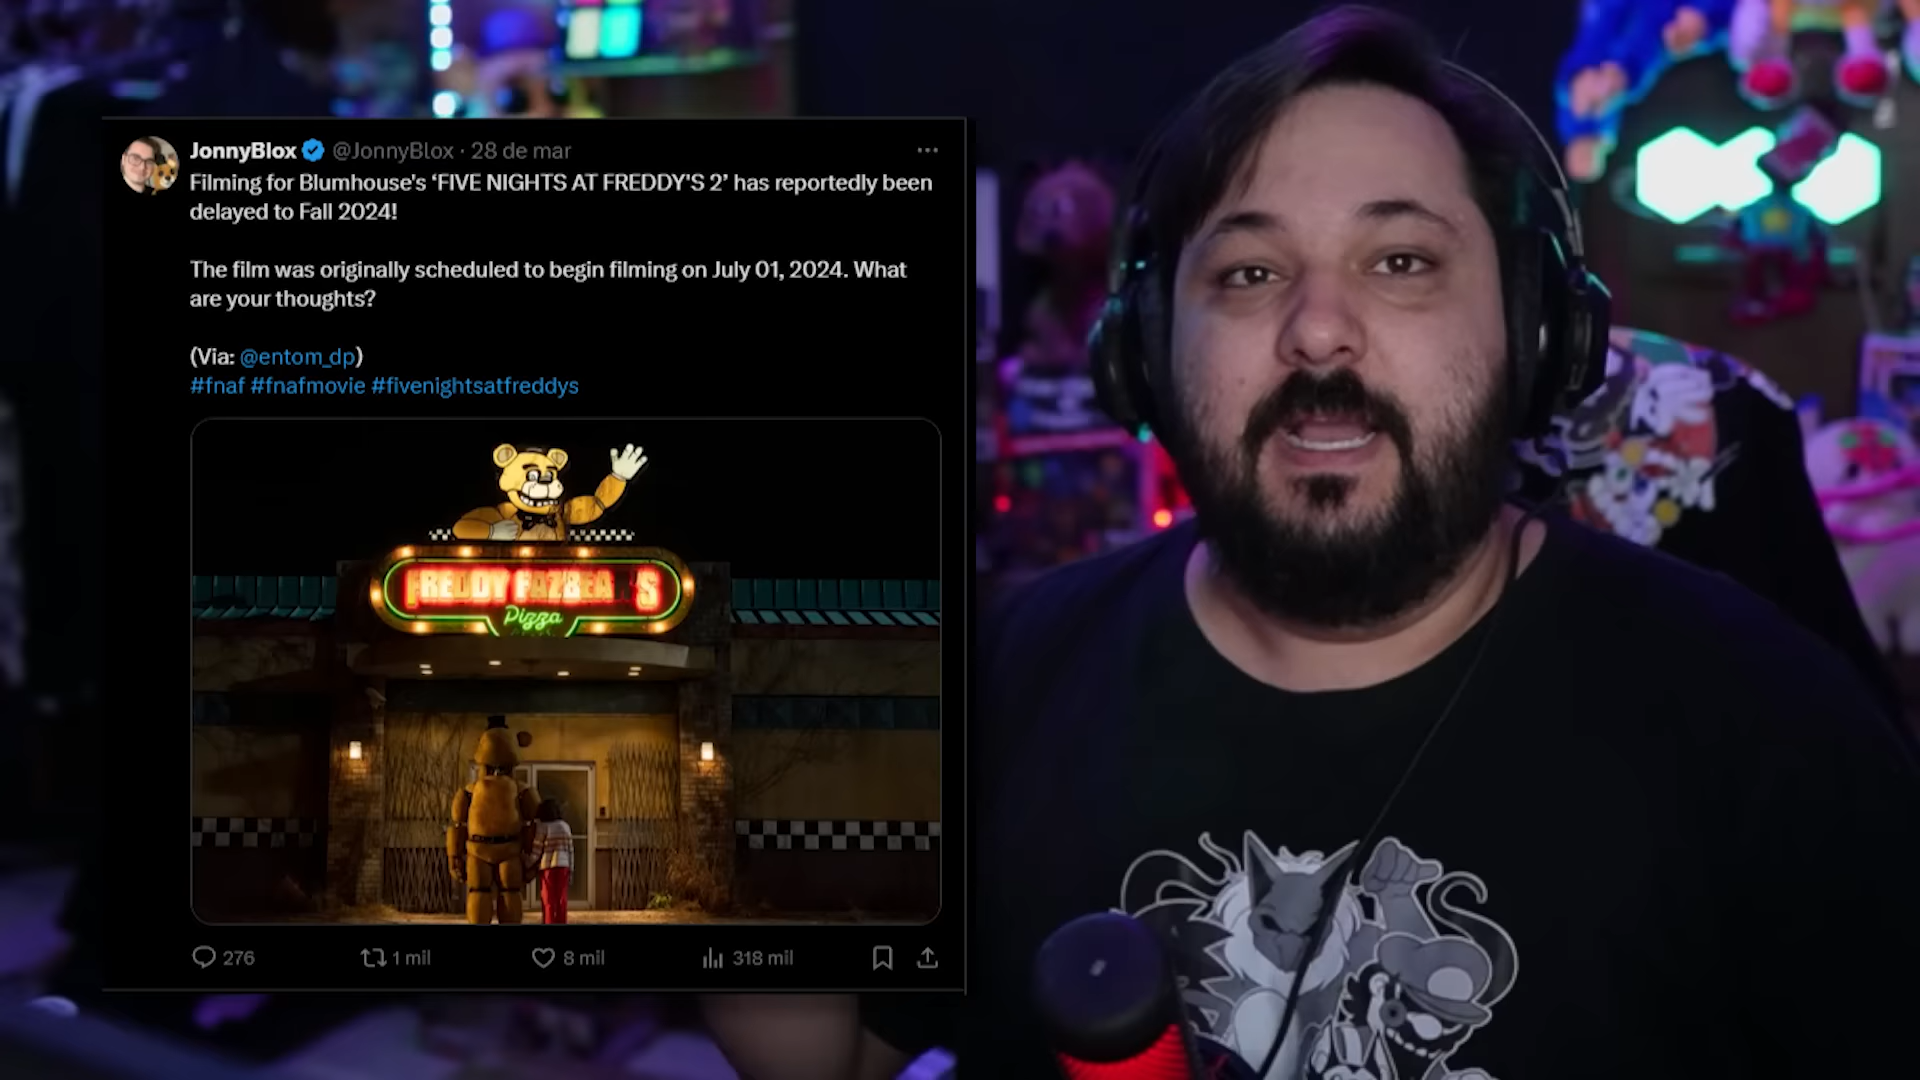 JonnyBlox @JonnyBlox · 28 de mar
Filming for Blumhouse's ‘FIVE NIGHTS AT FREDDY'S 2’ has reportedly been
delayed to Fall 2024!
The film was originally scheduled to begin filming on July 01, 2024. What
are your thoughts?
(Via: @entom_dp)
#fnaf #fnafmovie #fivenightsatfreddys
FREDDY FAZBEA S
Pizza
276 1 mil 8 mil 318 mil